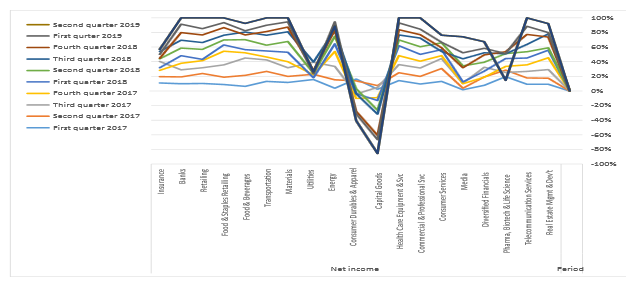 Second quarter 2019
First qurter 2019
Fourth quarter 2018
Third quarter 2018
Second quarter 2018
First quarter 2018
Fourth quarter 2017
Third quarter 2017
Second quarter 2017
First quarter 2017
100%
80%
60%
40%
20%
0%
-20%
-40%
-60%
-80%
-100%
Insurance
Banks
Retailing
Food & Staples Retailing
Food & Beverages
Transportation
Materials
Utilities
Energy
Consumer Durables & Apparel
Capital Goods
Health Care Equipment & Svc
Commercial & Professional Svc
Consumer Services
Media
Diversified Financials
Pharma, Biotech & Life Science
Telecommunication Services
Real Estate Mgmt & Dev't
Net income
Period